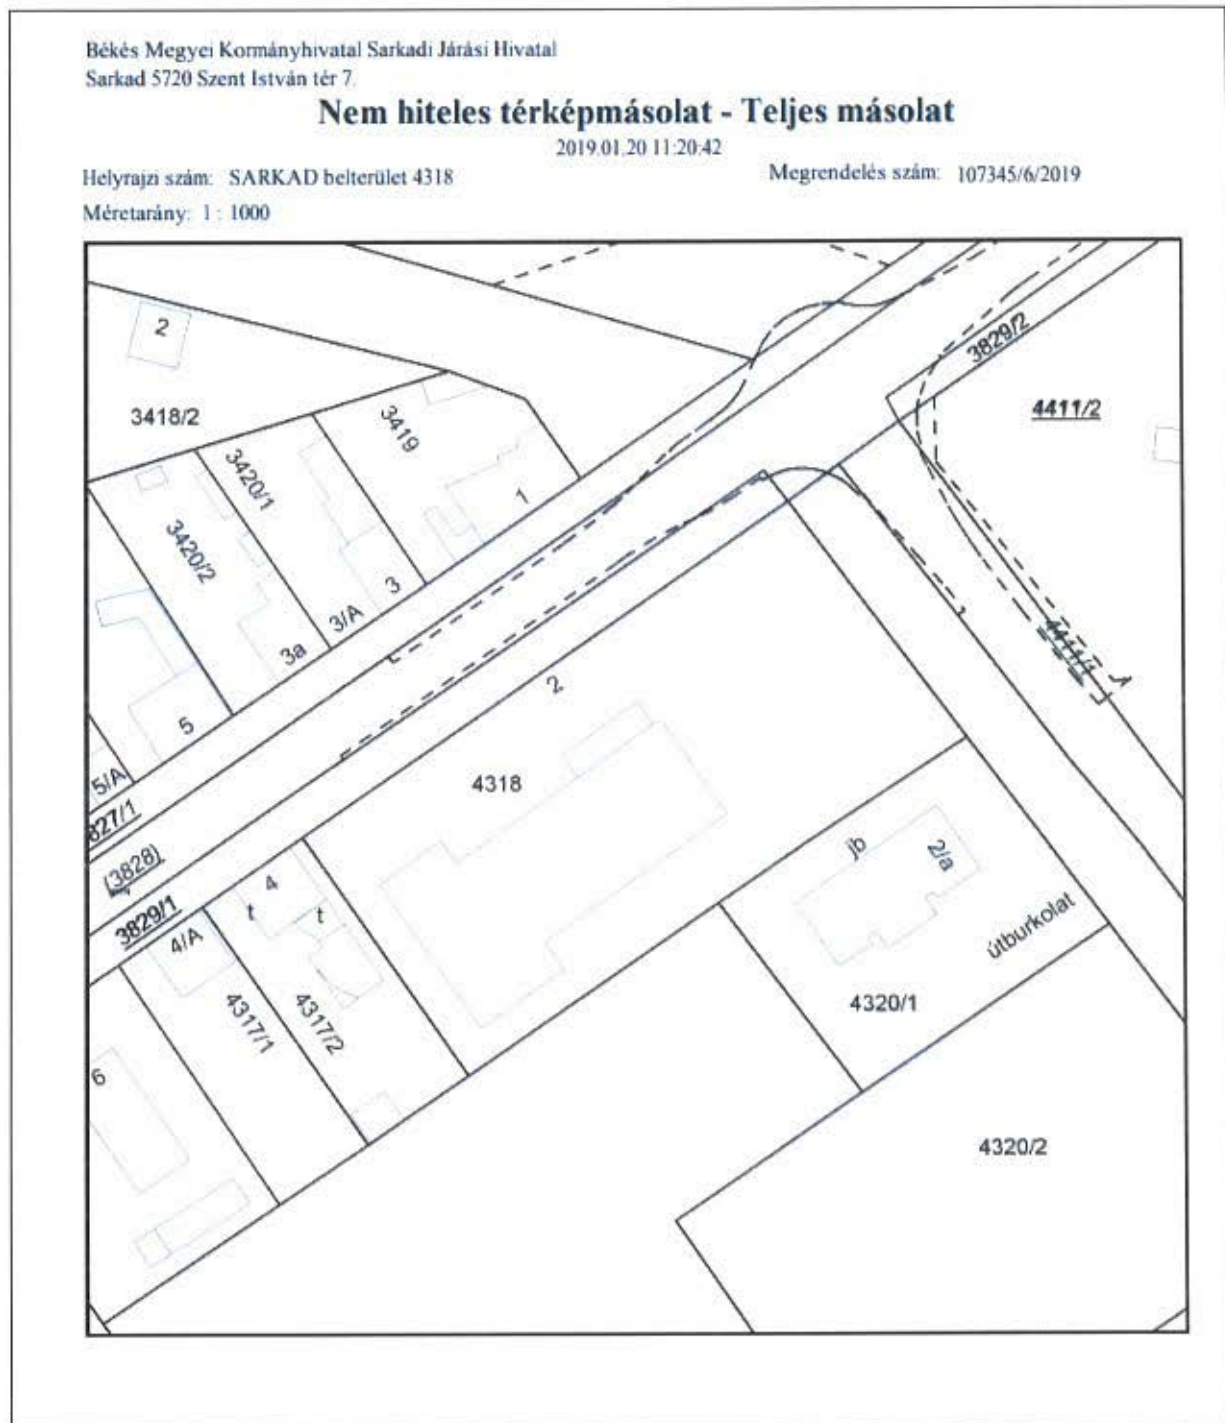 Békés Megyei Kormányhivatal Sarkadi Járási Hivatal
Sarkad 5720 Szent István tér 7.
Nem hiteles térképmásolat - Teljes másolat
2019.01.20 11:20:42
Helyrajzi szám: SARKAD belterület 4318
Megrendelés szám: 107345/6/2019
Méretarány: 1 : 1000
2
3418/2
3419
3420/1
3420/2
1
3
3/A
3a
5
5/A
827/1
(3828)
3829/1
3829/2
4411/2
4411/1
2
4318
4
t
t
4/A
4317/1
4317/2
6
jb
2/a
útburkolat
4320/1
4320/2